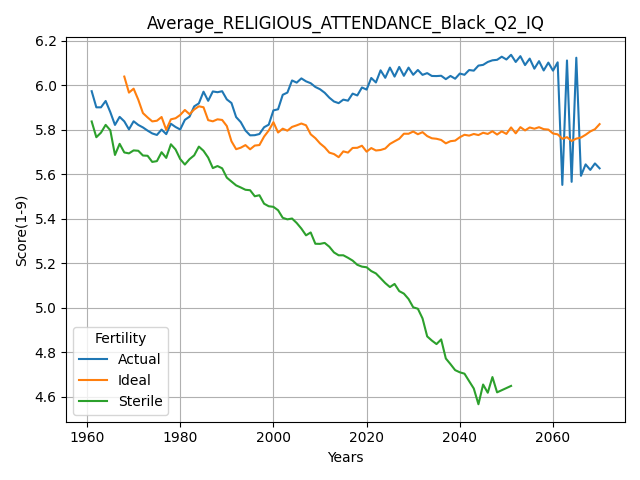 Average_RELIGIOUS_ATTENDANCE_Black_Q2_IQ
Score(1-9)
6.2
6.0
5.8
5.6
5.4
5.2
5.0
4.8
4.6
Fertility
Actual
Ideal
Sterile
1960 1980 2000 2020 2040 2060
Years